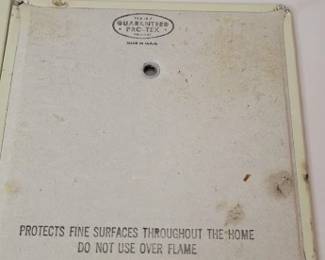 GUARANTEED
PRO-TEX
PROTECTS FINE SURFACES THROUGHOUT THE HOME
DO NOT USE OVER FLAME